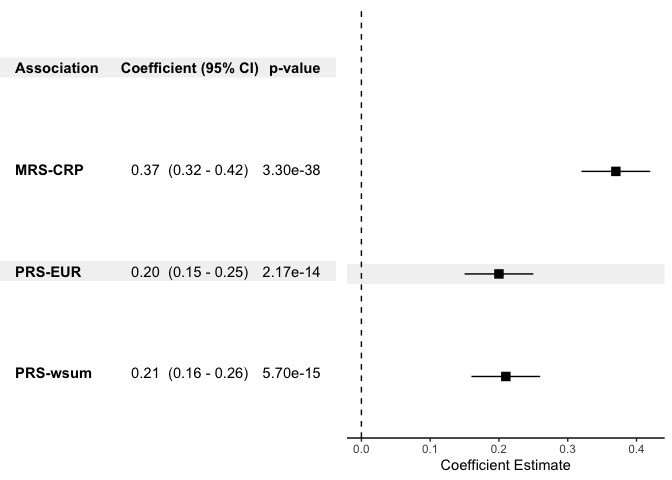 Association Coefficient (95% CI) p-value
MRS-CRP 0.37 (0.32 - 0.42) 3.30e-38
PRS-EUR 0.20 (0.15 - 0.25) 2.17e-14
PRS-wsum 0.21 (0.16 - 0.26) 5.70e-15
0.0 0.1 0.2 0.3 0.4
Coefficient Estimate